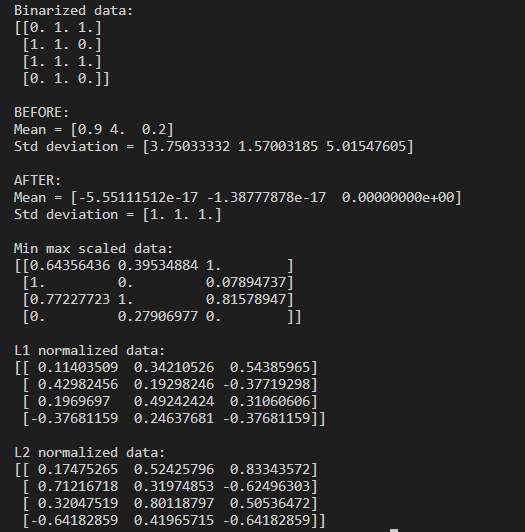 Binarized data:
[[0. 1. 1.]
 [1. 1. 0.]
 [1. 1. 1.]
 [0. 1. 0.]]

BEFORE:
Mean = [0.9 4.  0.2]
Std deviation = [3.75033332 1.57003185 5.01547605]

AFTER:
Mean = [-5.55111512e-17 -1.38777878e-17  0.00000000e+00]
Std deviation = [1. 1. 1.]

Min max scaled data:
[[0.64356436 0.39534884 1.        ]
 [1.         0.         0.07894737]
 [0.77227723 1.         0.81578947]
 [0.         0.27906977 0.        ]]

L1 normalized data:
[[ 0.11403509  0.34210526  0.54385965]
 [ 0.42982456  0.19298246 -0.37719298]
 [ 0.1969697   0.49242424  0.31060606]
 [-0.37681159  0.24637681 -0.37681159]]

L2 normalized data:
[[ 0.17475265  0.52425796  0.83343572]
 [ 0.71216718  0.31974853 -0.62496303]
 [ 0.32047519  0.80118797  0.50536472]
 [-0.64182859  0.41965715 -0.64182859]]